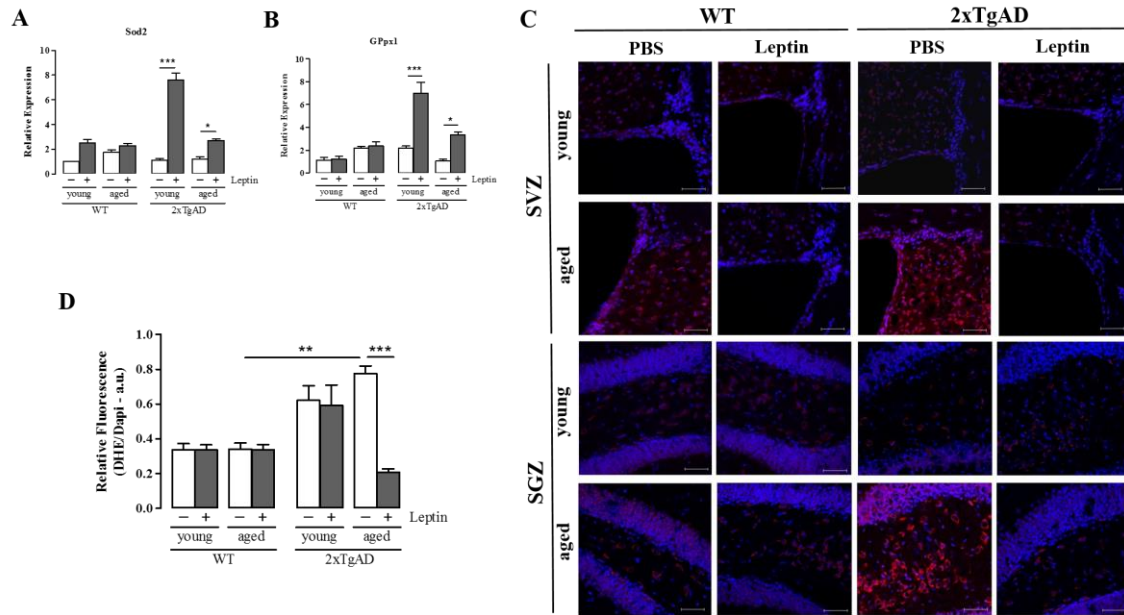 A
Sod2
Relative Expression
10
8
6
4
2
0
***
*
− + − + − + − + Leptin
young aged young aged
WT 2xTgAD
B
GPpx1
Relative Expression
10
8
6
4
2
0
***
*
− + − + − + − + Leptin
young aged young aged
WT 2xTgAD
C
WT 2xTgAD
PBS Leptin PBS Leptin
SVZ
young
aged
SGZ
young
aged
D
Relative Fluorescence
(DHE/Dapi - a.u.)
1.0
0.8
0.6
0.4
0.2
0.0
** ***
− + − + − + − + Leptin
young aged young aged
WT 2xTgAD